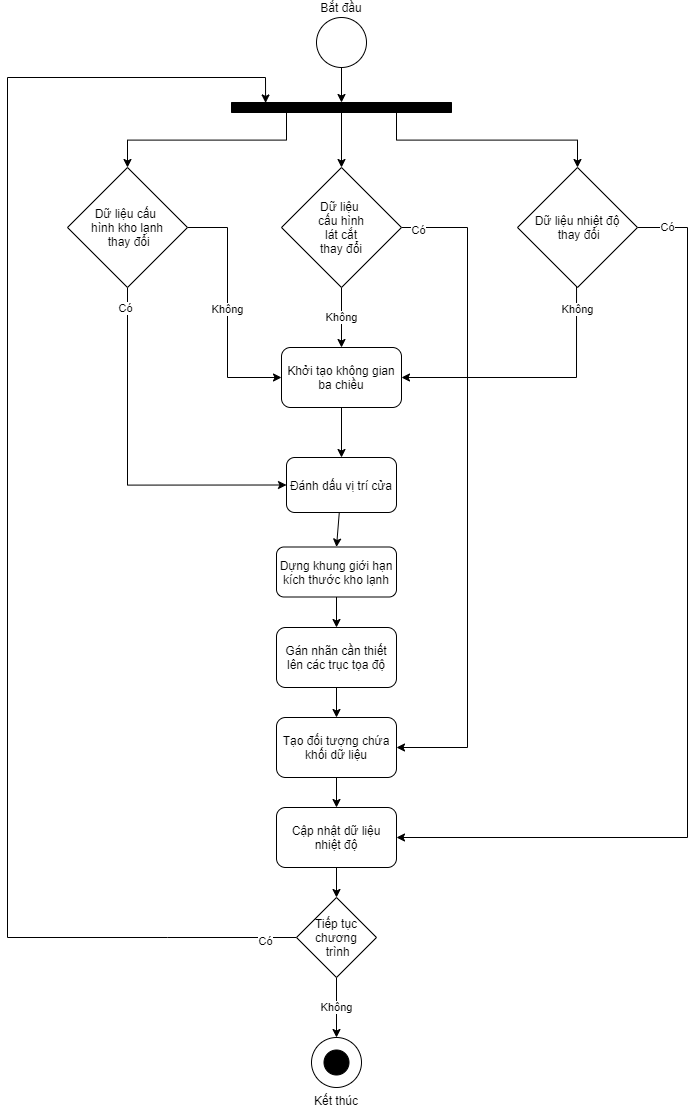 Bắt đầu
Dữ liệu cấu
hình kho lạnh
thay đổi
Dữ liệu
cấu hình
lát cắt
thay đổi
Dữ liệu nhiệt độ
thay đổi
Có
Có
Có
Không
Không
Không
Khởi tạo không gian
ba chiều
Đánh dấu vị trí cửa
Dựng khung giới hạn
kích thước kho lạnh
Gán nhãn cần thiết
lên các trục tọa độ
Tạo đối tượng chứa
khối dữ liệu
Cập nhật dữ liệu
nhiệt độ
Tiếp tục
chương
trình
Có
Không
Kết thúc